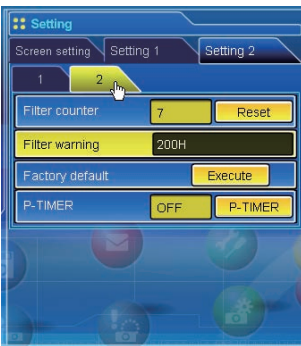 Setting
Screen setting Setting 1 Setting 2
1 2
Filter counter 7 Reset
Filter warning 200H
Factory default Execute
P-TIMER OFF P-TIMER